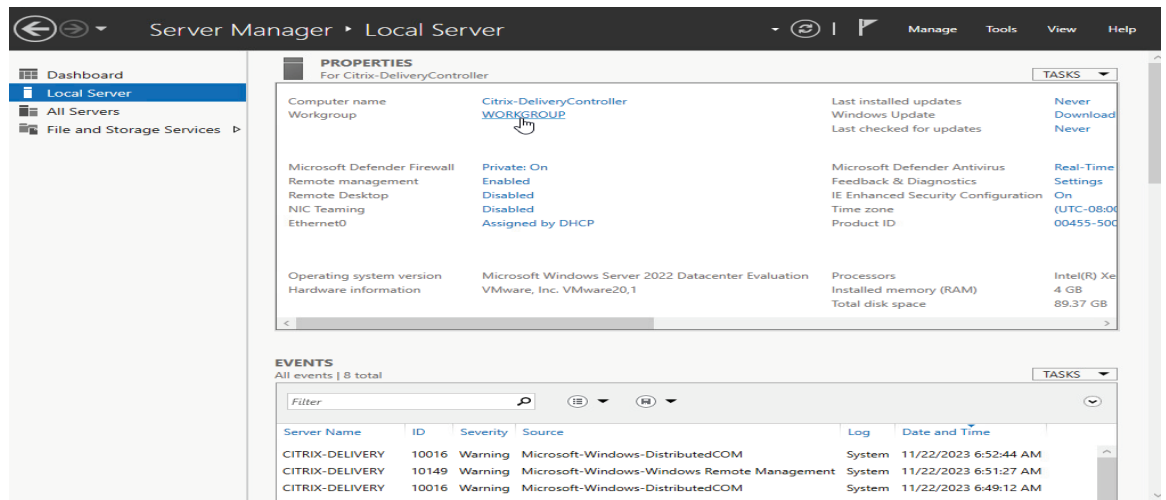 Server Manager ‣ Local Server
Manage Tools View Help
Dashboard
Local Server
All Servers
File and Storage Services
PROPERTIES
For Citrix-DeliveryController
TASKS
Computer name Citrix-DeliveryController Last installed updates Never
Workgroup WORKGROUP Windows Update Download
Last checked for updates Never
Microsoft Defender Firewall Private: On Microsoft Defender Antivirus Real-Time
Remote management Enabled Feedback & Diagnostics Settings
Remote Desktop Disabled IE Enhanced Security Configuration On
NIC Teaming Disabled Time zone (UTC-08:00
Ethernet0 Assigned by DHCP Product ID 00455-500
Operating system version Microsoft Windows Server 2022 Datacenter Evaluation Processors Intel(R) Xe
Hardware information VMware, Inc. VMware20,1 Installed memory (RAM) 4 GB
Total disk space 89.37 GB
EVENTS
All events | 8 total
TASKS
Filter
Server Name ID Severity Source Log Date and Time
CITRIX-DELIVERY 10016 Warning Microsoft-Windows-DistributedCOM System 11/22/2023 6:52:44 AM
CITRIX-DELIVERY 10149 Warning Microsoft-Windows-Windows Remote Management System 11/22/2023 6:51:27 AM
CITRIX-DELIVERY 10016 Warning Microsoft-Windows-DistributedCOM System 11/22/2023 6:49:12 AM